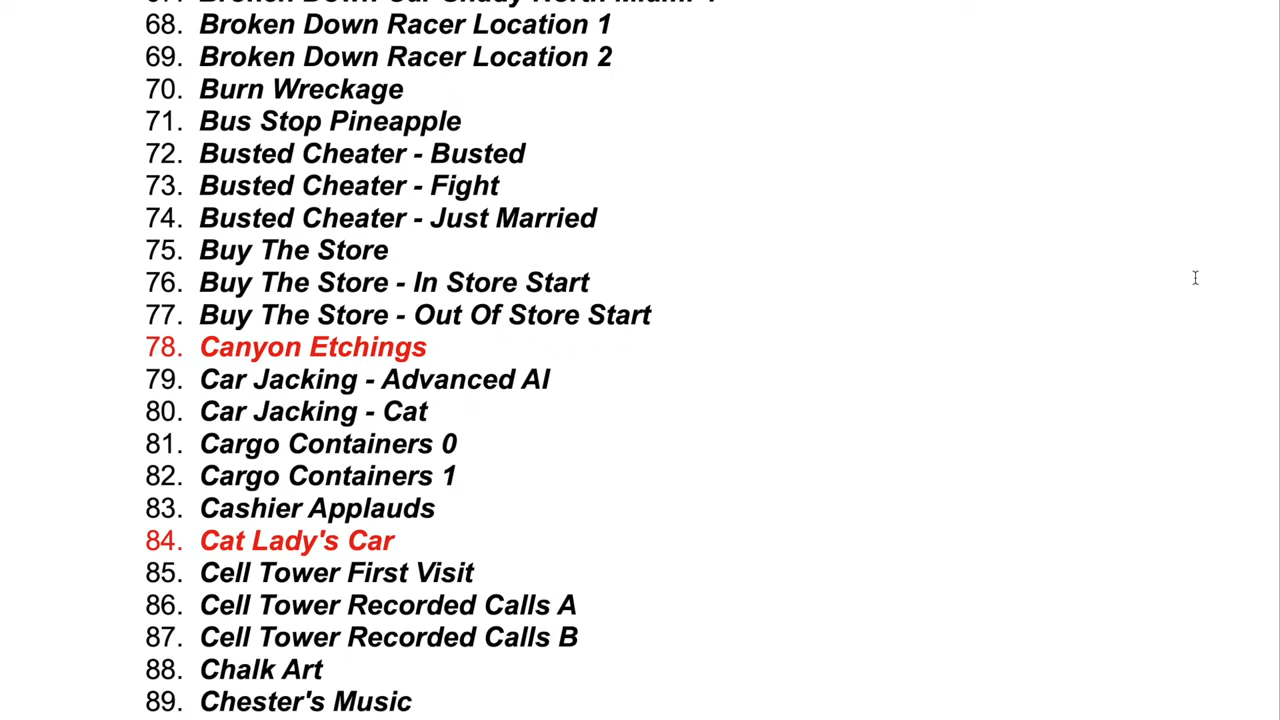 68. Broken Down Racer Location 1
69. Broken Down Racer Location 2
70. Burn Wreckage
71. Bus Stop Pineapple
72. Busted Cheater - Busted
73. Busted Cheater - Fight
74. Busted Cheater - Just Married
75. Buy The Store
76. Buy The Store - In Store Start
77. Buy The Store - Out Of Store Start
78. Canyon Etchings
79. Car Jacking - Advanced AI
80. Car Jacking - Cat
81. Cargo Containers 0
82. Cargo Containers 1
83. Cashier Applauds
84. Cat Lady's Car
85. Cell Tower First Visit
86. Cell Tower Recorded Calls A
87. Cell Tower Recorded Calls B
88. Chalk Art
89. Chester's Music